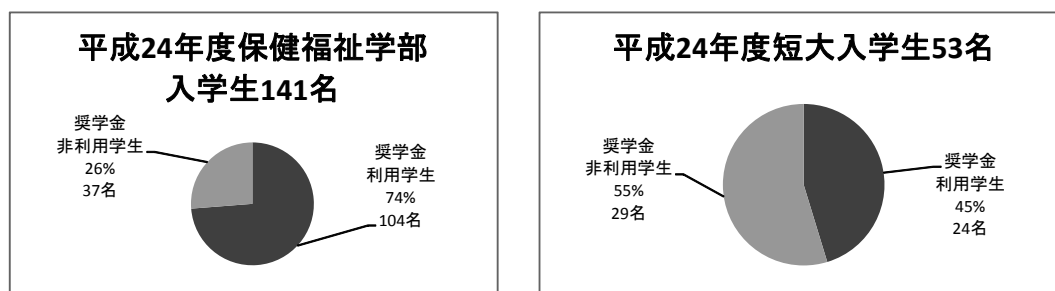 平成24年度保健福祉学部
入学生141名
奨学金
非利用学生
26%
37名
奨学金
利用学生
74%
104名
平成24年度短大入学生53名
奨学金
非利用学生
55%
29名
奨学金
利用学生
45%
24名